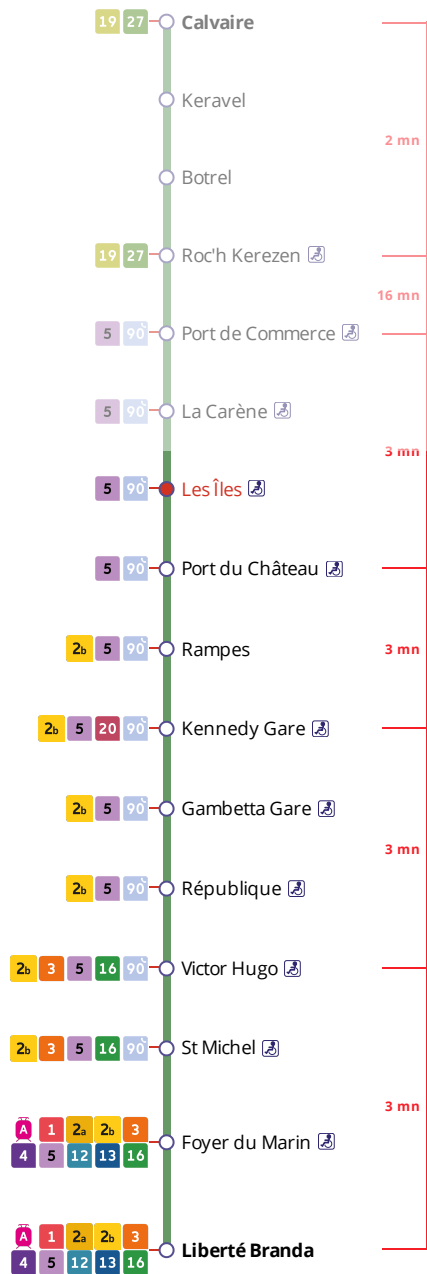 19 27 Calvaire
Keravel
2 mn
Botrel
19 27 Roc'h Kerezen
16 mn
5 90 Port de Commerce
5 90 La Carène
3 mn
5 90 Les Îles
5 90 Port du Château
2b 5 90 Rampes
3 mn
2b 5 20 90 Kennedy Gare
2b 5 90 Gambetta Gare
3 mn
2b 5 90 République
2b 3 5 16 90 Victor Hugo
2b 3 5 16 90 St Michel
3 mn
A 1 2a 2b 3
4 5 12 13 16
Foyer du Marin
A 1 2a 2b 3
4 5 12 13 16
Liberté Branda